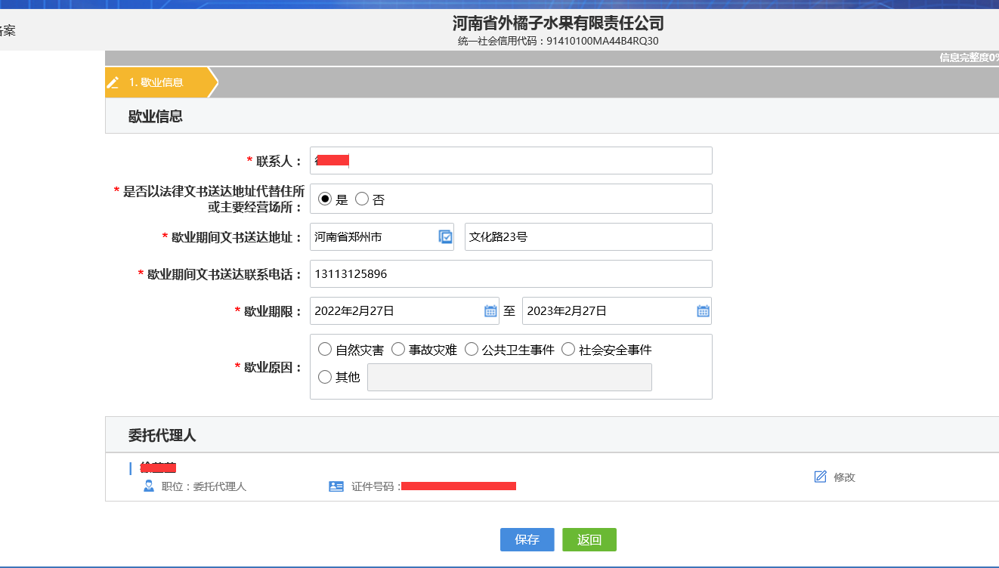 备案
河南省外橘子水果有限责任公司
统一社会信用代码：91410100MA44B4RQ30
信息完整度0%
1. 歇业信息
歇业信息
* 联系人：
* 是否以法律文书送达地址代替住所
或主要经营场所：
是 否
* 歇业期间文书送达地址： 河南省郑州市 文化路23号
* 歇业期间文书送达联系电话： 13113125896
* 歇业期限： 2022年2月27日 至 2023年2月27日
* 歇业原因：
自然灾害 事故灾难 公共卫生事件 社会安全事件
其他
委托代理人
职位：委托代理人 证件号码：
修改
保存 返回